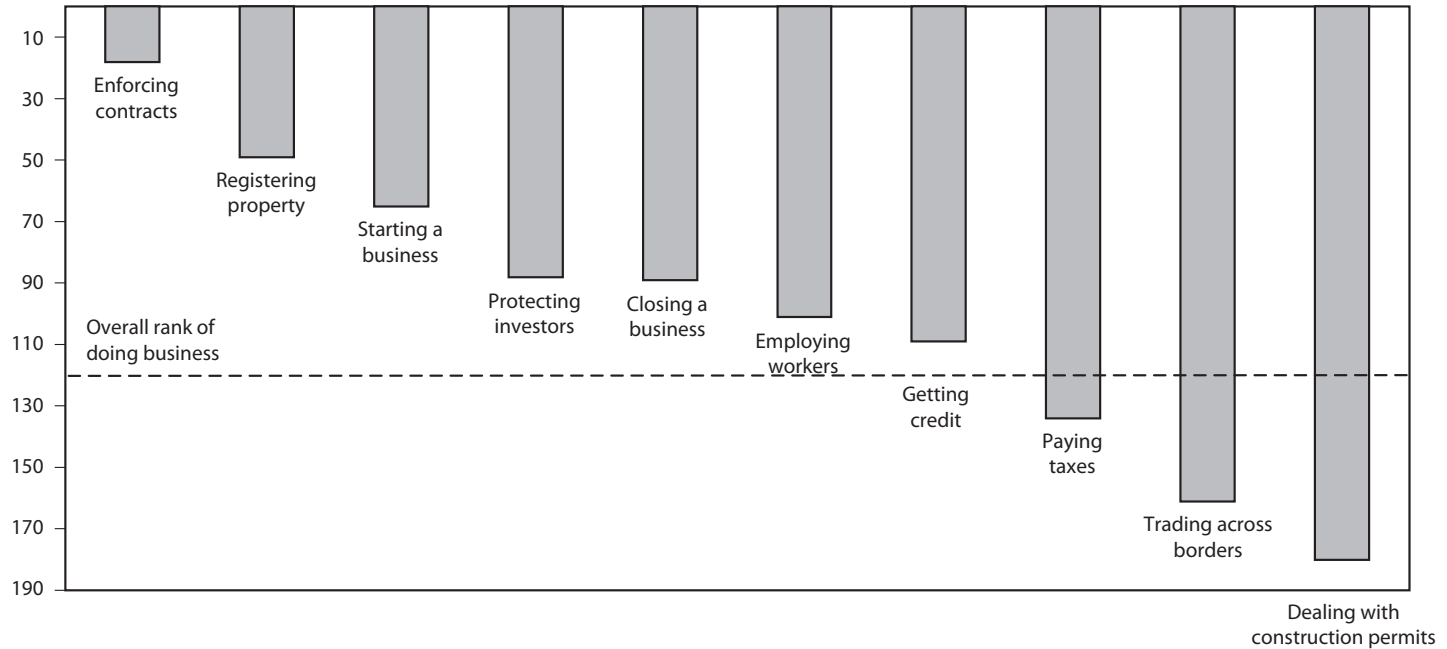 10
30
50
70
90
110
130
150
170
190
Enforcing
contracts
Registering
property
Starting a
business
Protecting
investors
Closing a
business
Employing
workers
Getting
credit
Paying
taxes
Trading across
borders
Dealing with
construction permits
Overall rank of
doing business